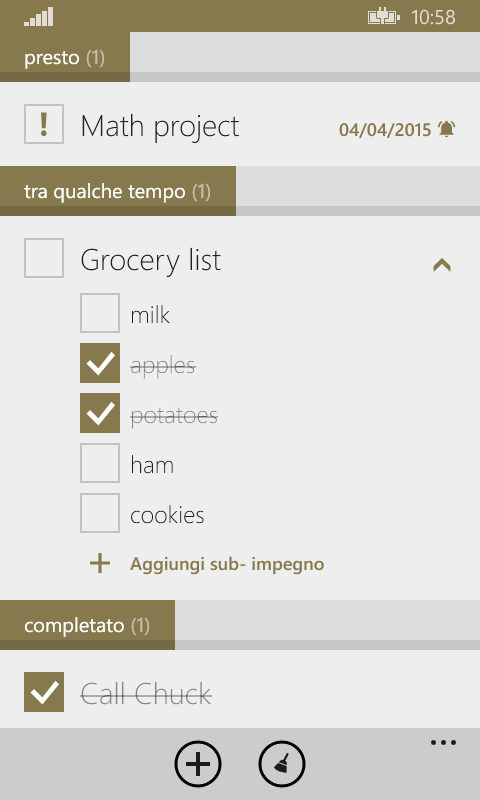 10:58
presto (1)
! Math project 04/04/2015
tra qualche tempo (1)
Grocery list
milk
apples
potatoes
ham
cookies
+ Aggiungi sub- impegno
completato (1)
Call Chuck